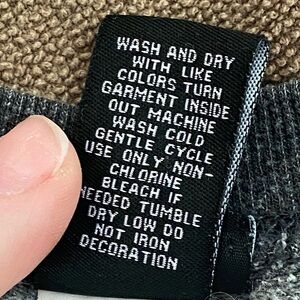 WASH AND DRY
WITH LIKE
COLORS TURN
GARMENT INSIDE
OUT MACHINE
WASH COLD
GENTLE CYCLE
USE ONLY NON-
CHLORINE
BLEACH IF
NEEDED TUMBLE
DRY LOW DO
NOT IRON
DECORATION